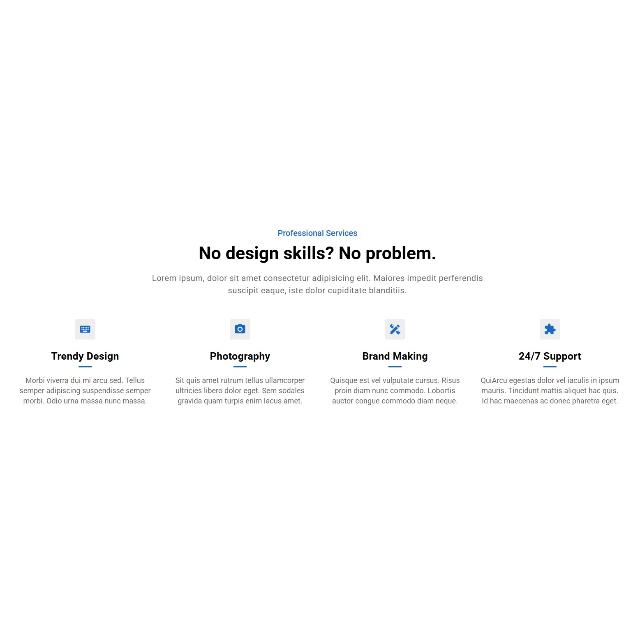 Professional Services
No design skills? No problem.
Lorem ipsum, dolor sit amet consectetur adipisicing elit. Maiores impedit perferendis
suscipit eaque, iste dolor cupiditate blanditiis.
Trendy Design
Morbi viverra dui mi arcu sed. Tellus
semper adipiscing suspendisse semper
morbi. Odio urna massa nunc massa.
Photography
Sit quis amet rutrum tellus ullamcorper
ultricies libero dolor eget. Sem sodales
gravida quam turpis enim lacus amet.
Brand Making
Quisque est vel vulputate cursus. Risus
proin diam nunc commodo. Lobortis
auctor congue commodo diam neque.
24/7 Support
QuiArcu egestas dolor vel iaculis in ipsum
mauris. Tincidunt mattis aliquet hac quis.
Id hac maecenas ac donec pharetra eget.